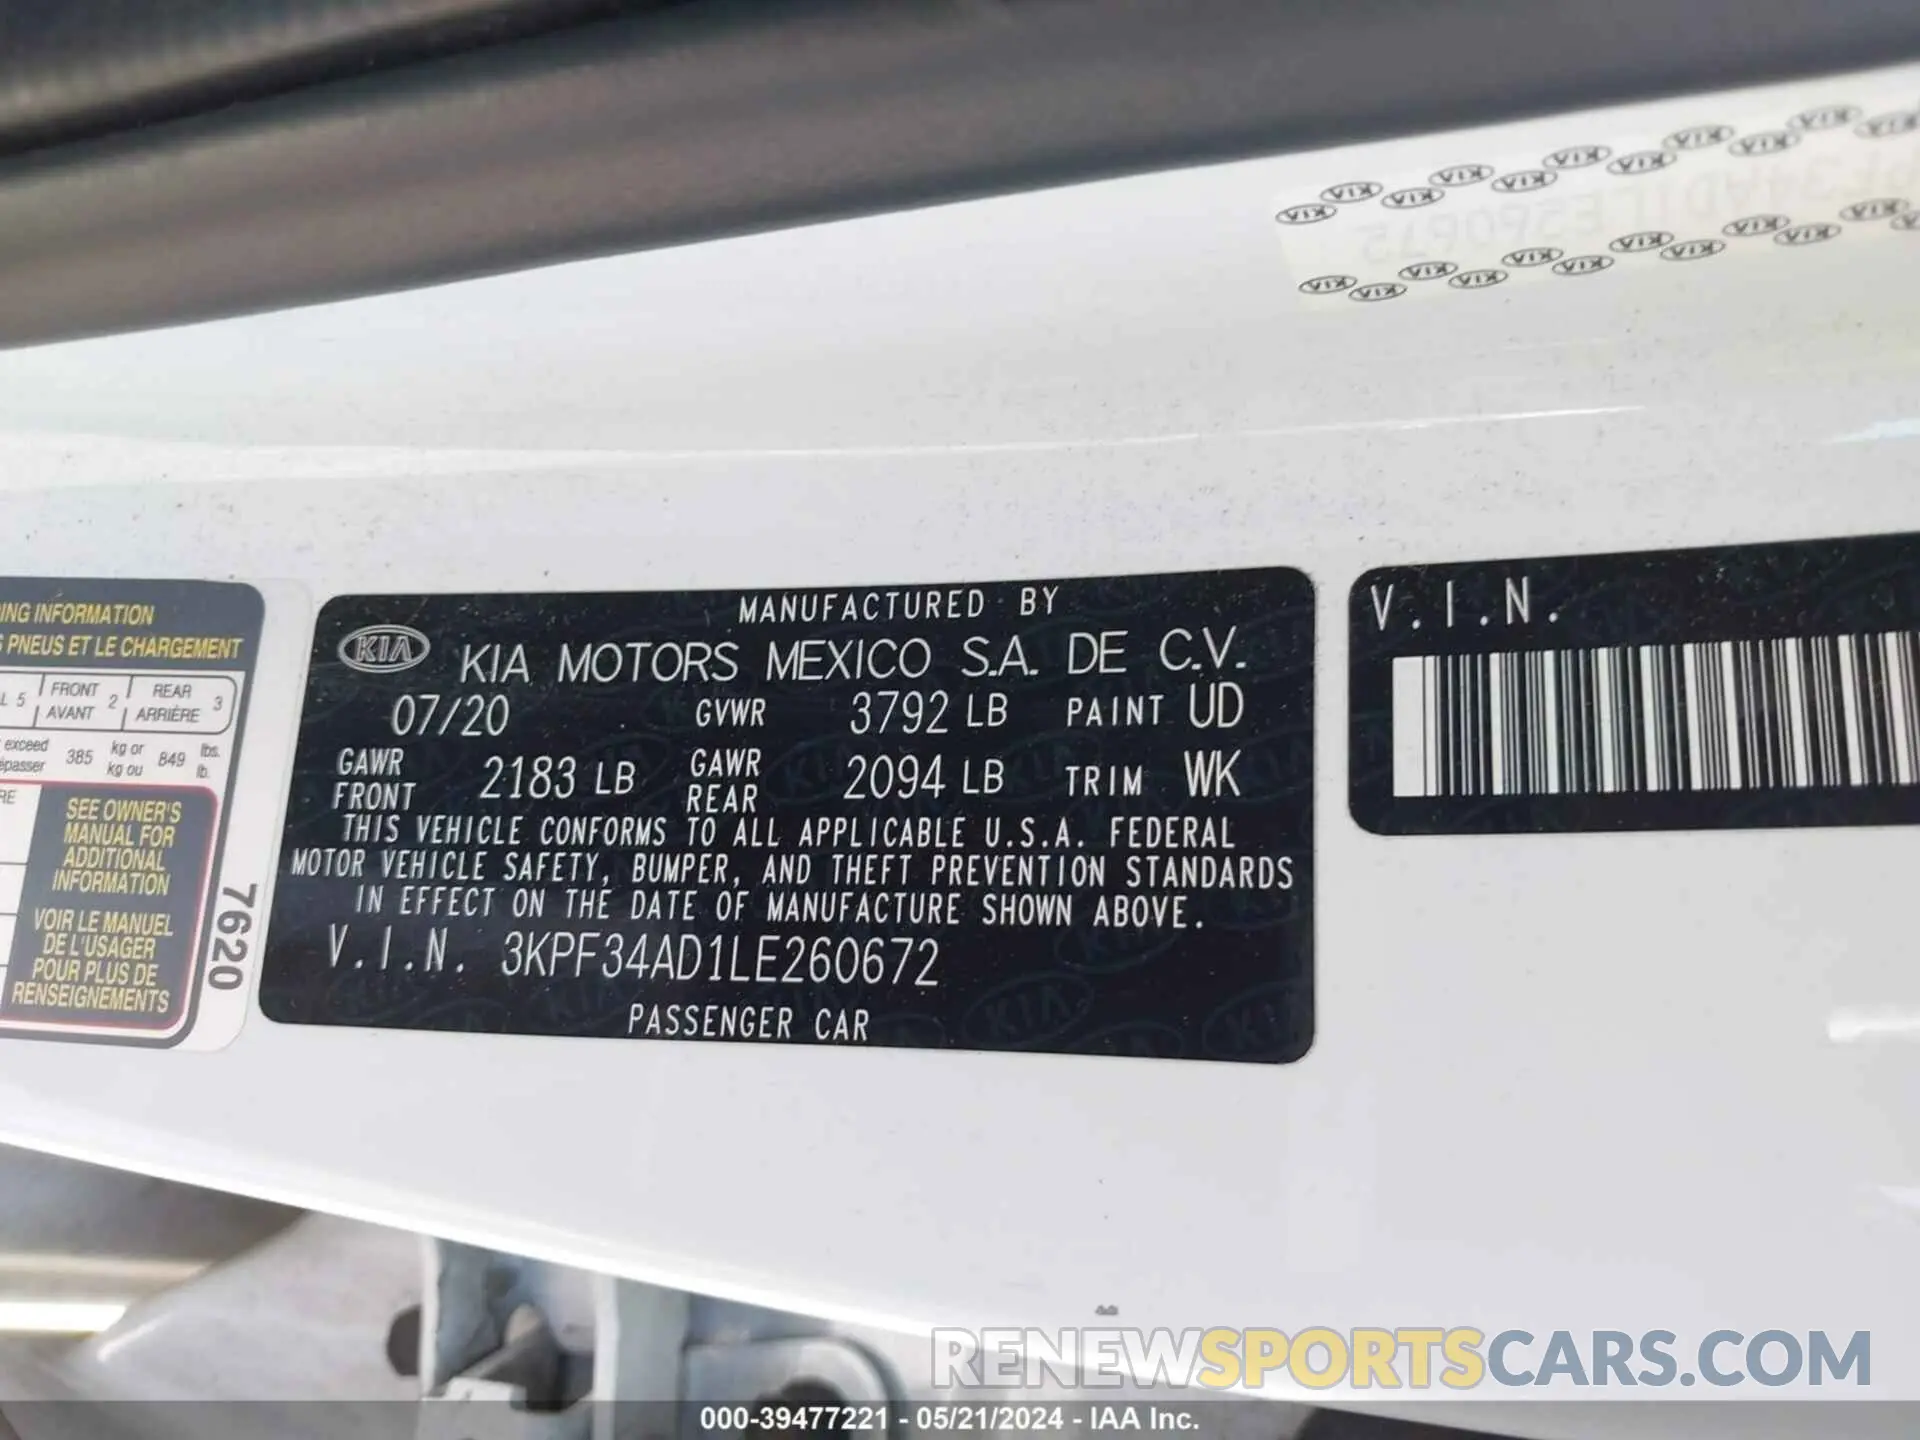 ING INFORMATION
PNEUS ET LE CHARGEMENT
L 5 FRONT AVANT 2 REAR ARRIÈRE 3
exceed 385 kg or 849 lbs.
épasser kg ou lb.
RE
SEE OWNER'S
MANUAL FOR
ADDITIONAL
INFORMATION
VOIR LE MANUEL
DE L'USAGER
POUR PLUS DE
RENSEIGNEMENTS
7620
MANUFACTURED BY
KIA KIA MOTORS MEXICO S.A. DE C.V.
07/20 GVWR 3792 LB PAINT UD
GAWR FRONT 2183 LB GAWR REAR 2094 LB TRIM WK
THIS VEHICLE CONFORMS TO ALL APPLICABLE U.S.A. FEDERAL
MOTOR VEHICLE SAFETY, BUMPER, AND THEFT PREVENTION STANDARDS
IN EFFECT ON THE DATE OF MANUFACTURE SHOWN ABOVE.
V.I.N. 3KPF34AD1LE260672
PASSENGER CAR
V.I.N.
RENEWSPORTSCARS.COM
000-39477221 - 05/21/2024 - IAA Inc.